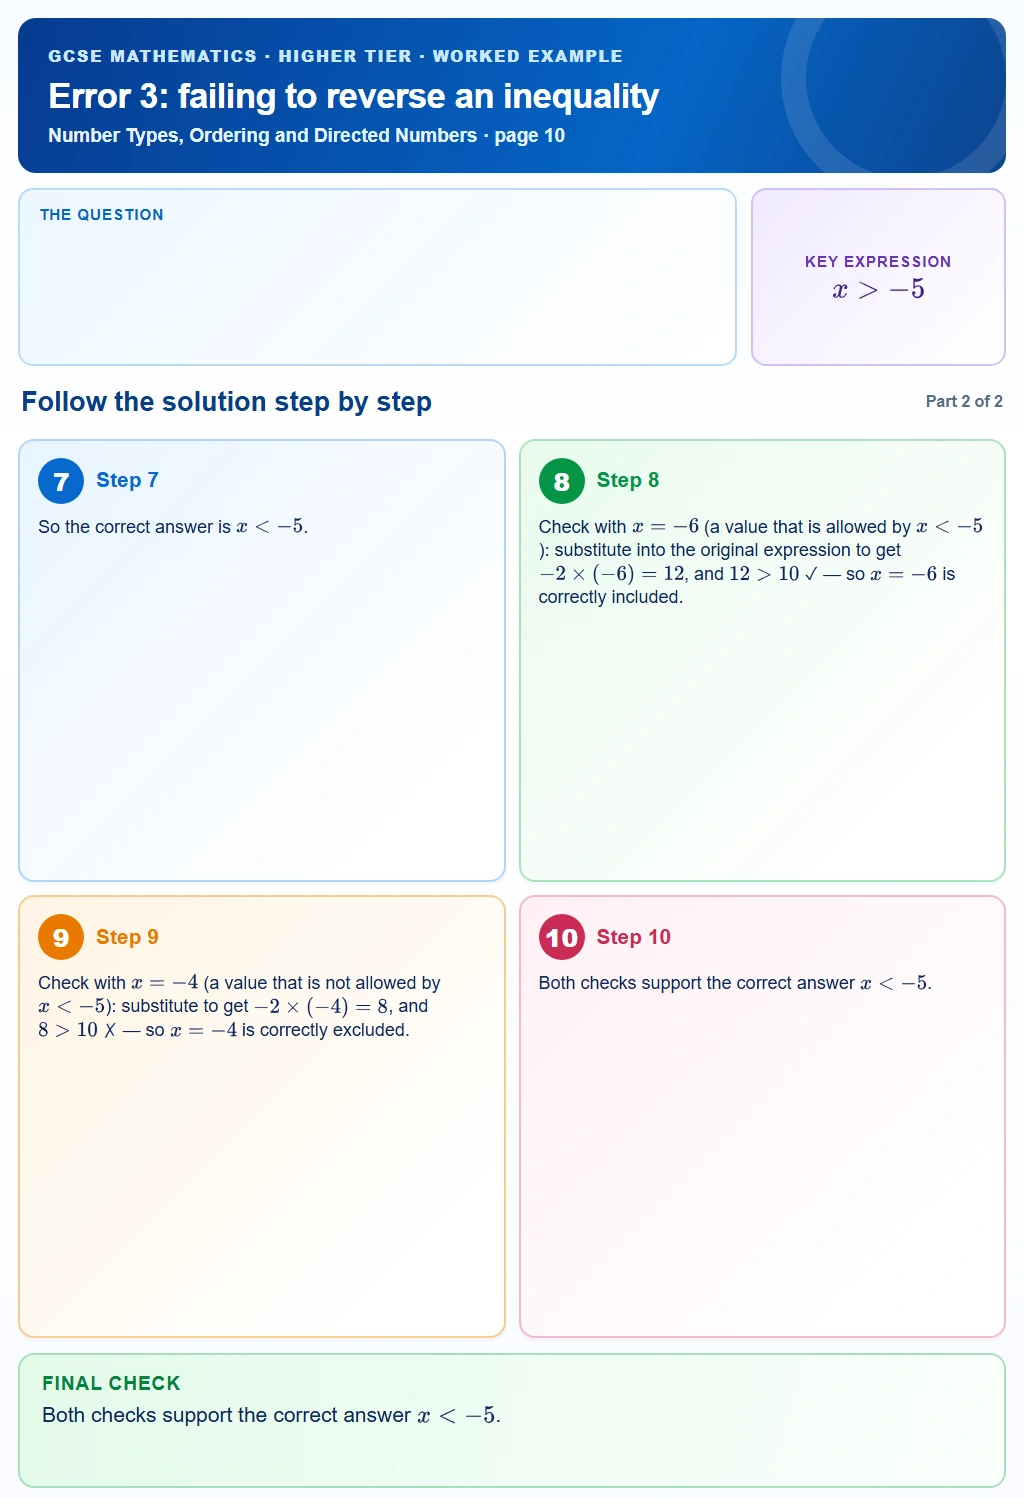 GCSE MATHEMATICS · HIGHER TIER · WORKED EXAMPLE
Error 3: failing to reverse an inequality
Number Types, Ordering and Directed Numbers · page 10
THE QUESTION
KEY EXPRESSION
x > −5
Follow the solution step by step
Part 2 of 2
7 Step 7
So the correct answer is x < −5.
8 Step 8
Check with x = −6 (a value that is allowed by x < −5
): substitute into the original expression to get
−2 × (−6) = 12, and 12 > 10 ✓ — so x = −6 is
correctly included.
9 Step 9
Check with x = −4 (a value that is not allowed by
x < −5): substitute to get −2 × (−4) = 8, and
8 > 10 ✗ — so x = −4 is correctly excluded.
10 Step 10
Both checks support the correct answer x < −5.
FINAL CHECK
Both checks support the correct answer x < −5.